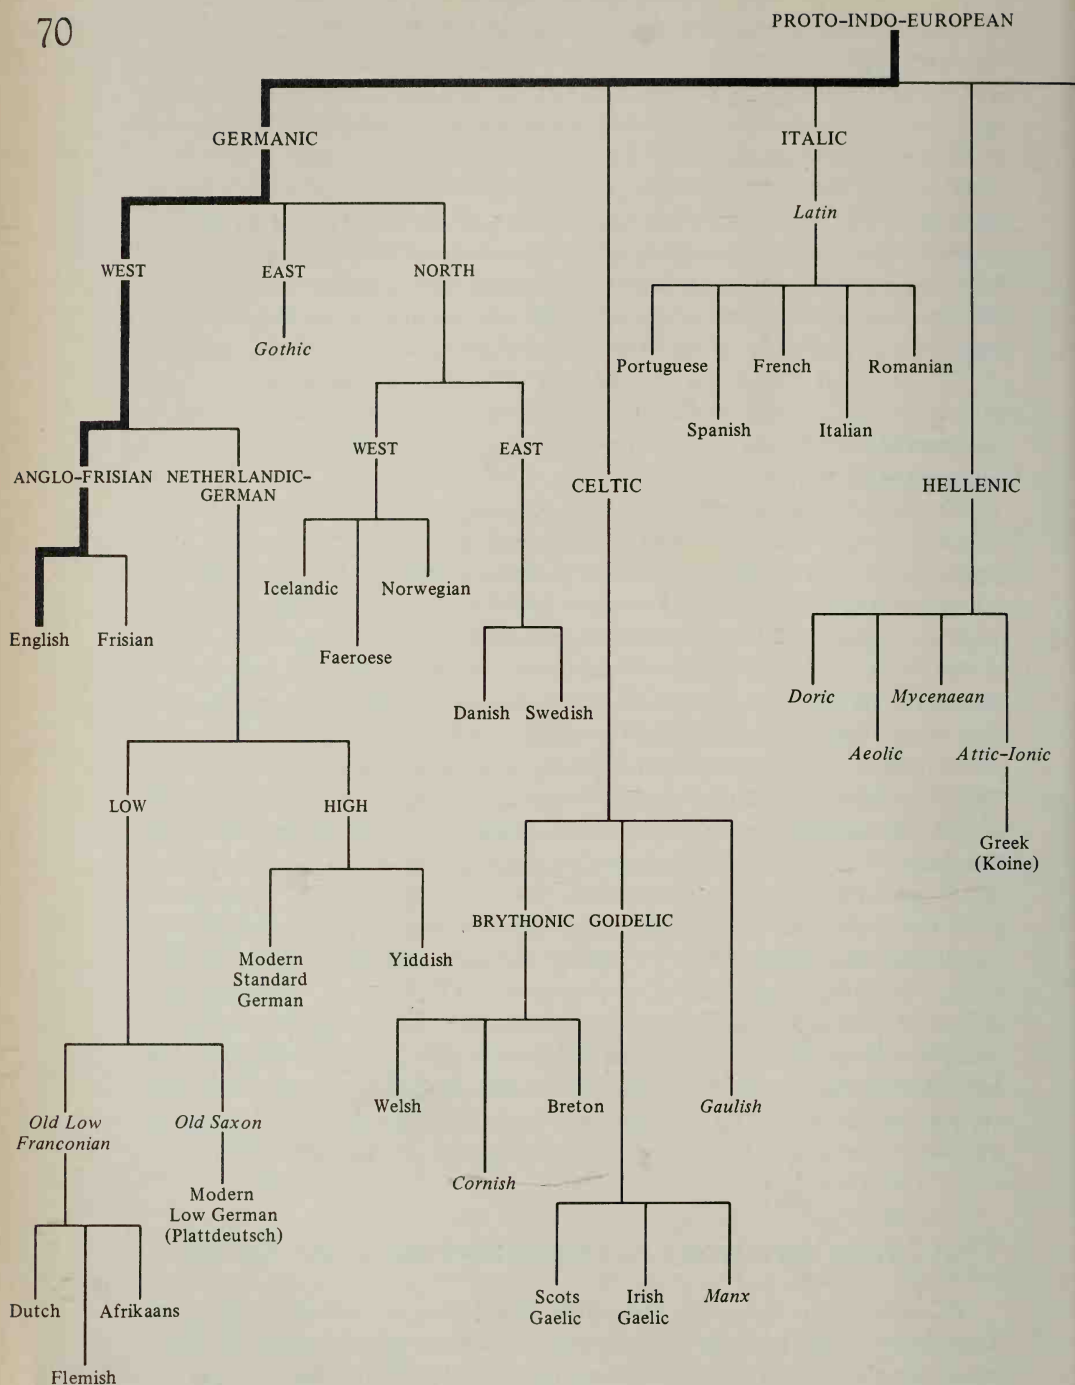 70
PROTO-INDO-EUROPEAN
GERMANIC
ITALIC
Latin
WEST
EAST
NORTH
Gothic
Portuguese
French
Romanian
Spanish
Italian
WEST
EAST
ANGLO-FRISIAN
NETHERLANDIC-
GERMAN
CELTIC
HELLENIC
Icelandic
Norwegian
English
Frisian
Faeroese
Doric
Mycenaean
Danish
Swedish
Aeolic
Attic-Ionic
LOW
HIGH
Greek
(Koine)
BRYTHONIC
GOIDELIC
Modern
Standard
German
Yiddish
Welsh
Breton
Gaulish
Old Low
Franconian
Old Saxon
Cornish
Modern
Low German
(Plattdeutsch)
Scots
Gaelic
Irish
Gaelic
Manx
Dutch
Afrikaans
Flemish